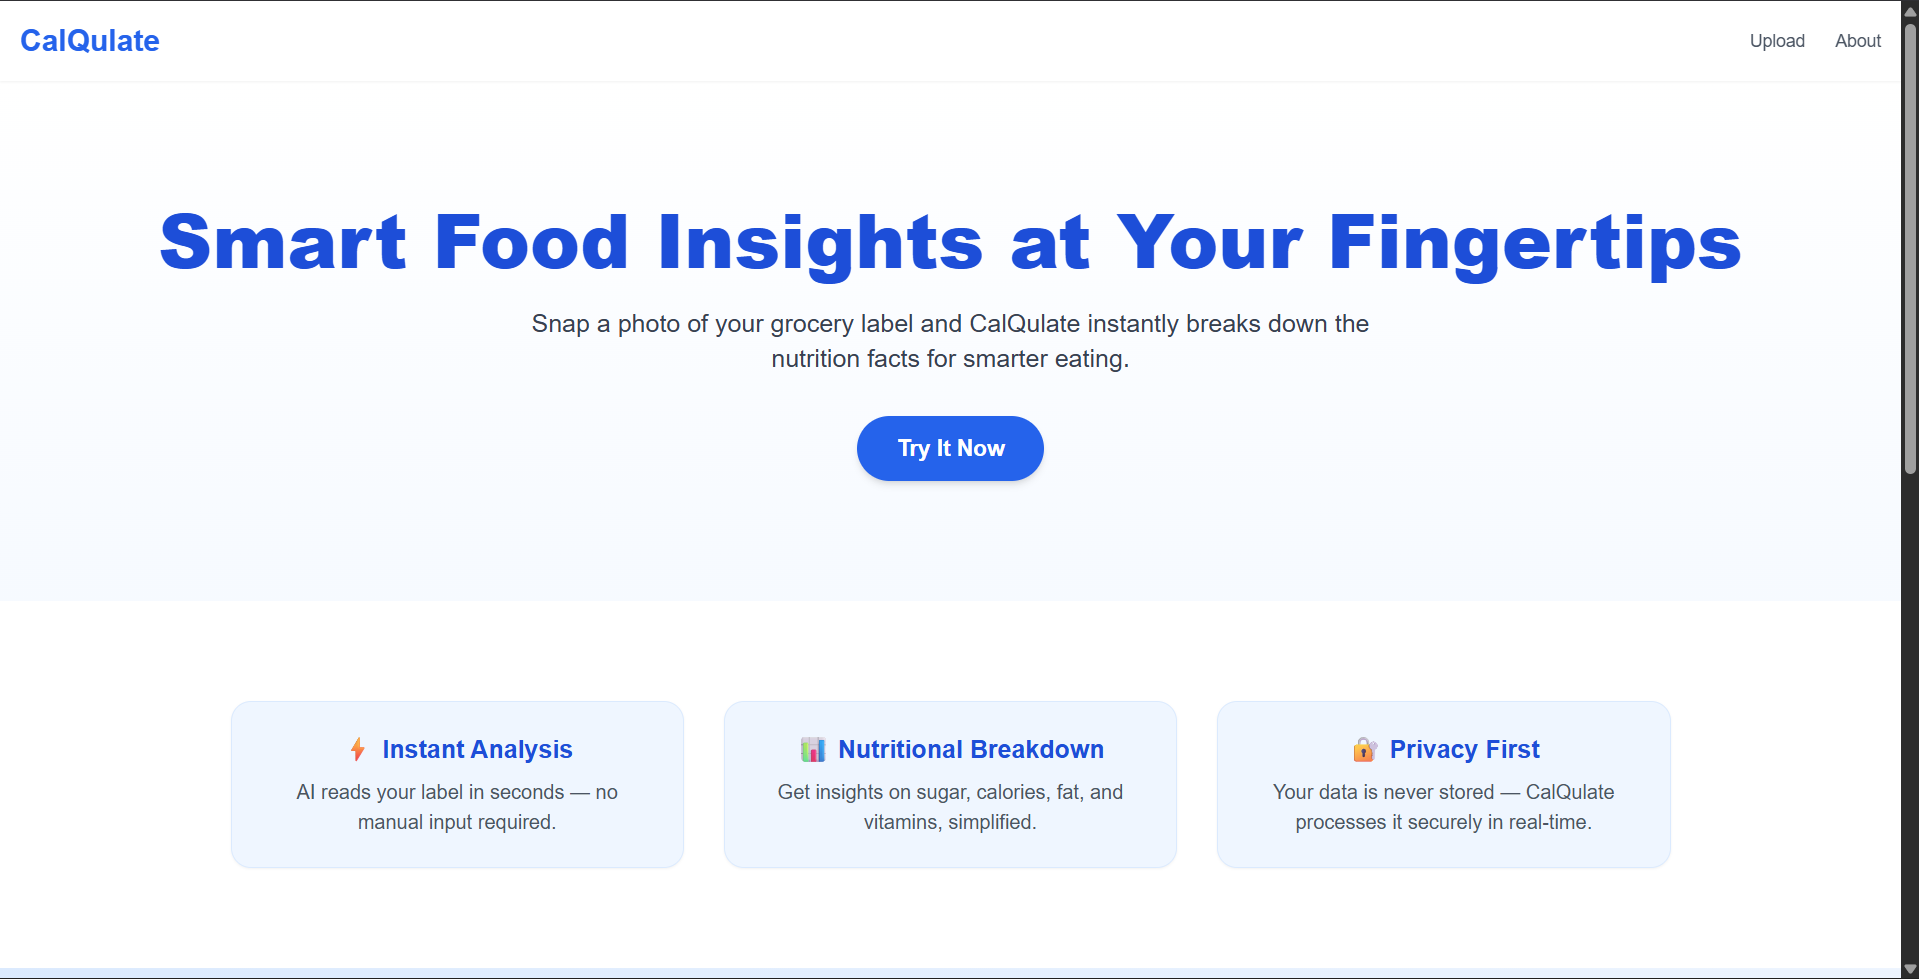 CalQulate
Upload
About
Smart Food Insights at Your Fingertips
Snap a photo of your grocery label and CalQulate instantly breaks down the
nutrition facts for smarter eating.
Try It Now
Instant Analysis
AI reads your label in seconds — no
manual input required.
Nutritional Breakdown
Get insights on sugar, calories, fat, and
vitamins, simplified.
Privacy First
Your data is never stored — CalQulate
processes it securely in real-time.